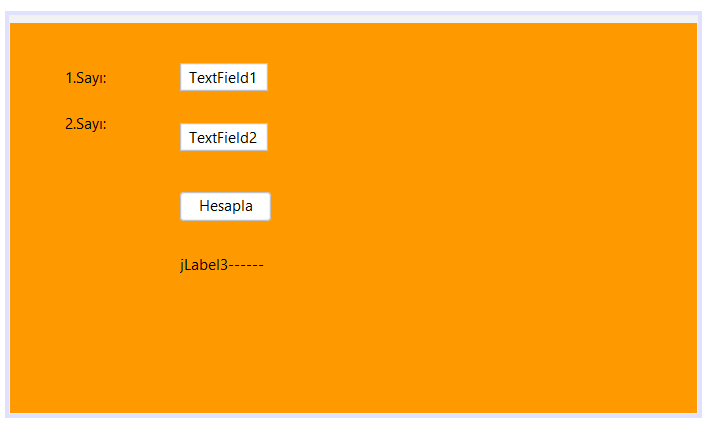 1.Sayı: TextField1
2.Sayı: TextField2
Hesapla
jLabel3------